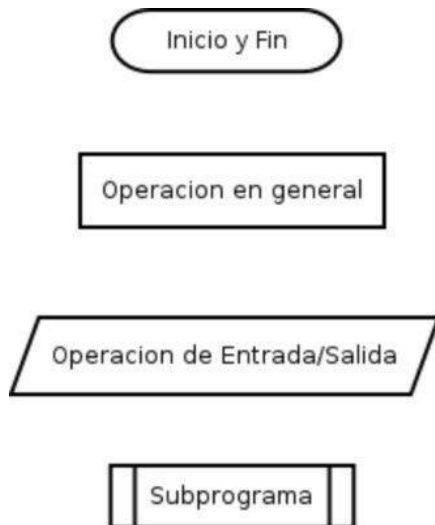 Inicio y Fin
Operacion en general
Operacion de Entrada/Salida
Subprograma